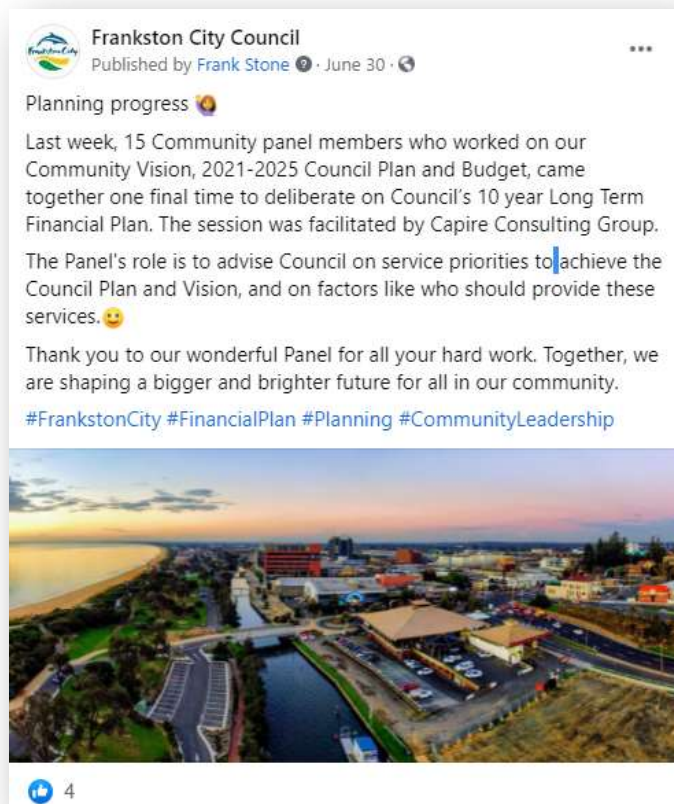 Frankston City
Frankston City Council
Published by Frank Stone · June 30 ·
Planning progress 🙋‍♀️
Last week, 15 Community panel members who worked on our
Community Vision, 2021-2025 Council Plan and Budget, came
together one final time to deliberate on Council's 10 year Long Term
Financial Plan. The session was facilitated by Capire Consulting Group.
The Panel's role is to advise Council on service priorities to achieve the
Council Plan and Vision, and on factors like who should provide these
services.🙂
Thank you to our wonderful Panel for all your hard work. Together, we
are shaping a bigger and brighter future for all in our community.
#FrankstonCity #FinancialPlan #Planning #CommunityLeadership
4